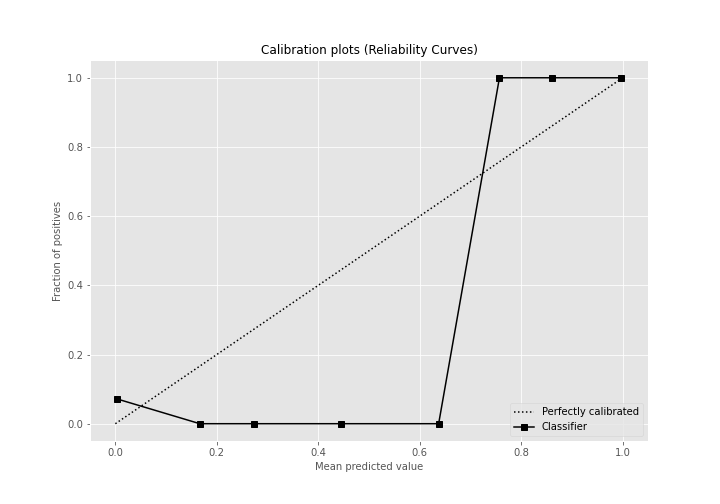 Calibration plots (Reliability Curves)
1.0
0.8
0.6
0.4
0.2
0.0
Fraction of positives
0.0 0.2 0.4 0.6 0.8 1.0
Mean predicted value
Perfectly calibrated
Classifier